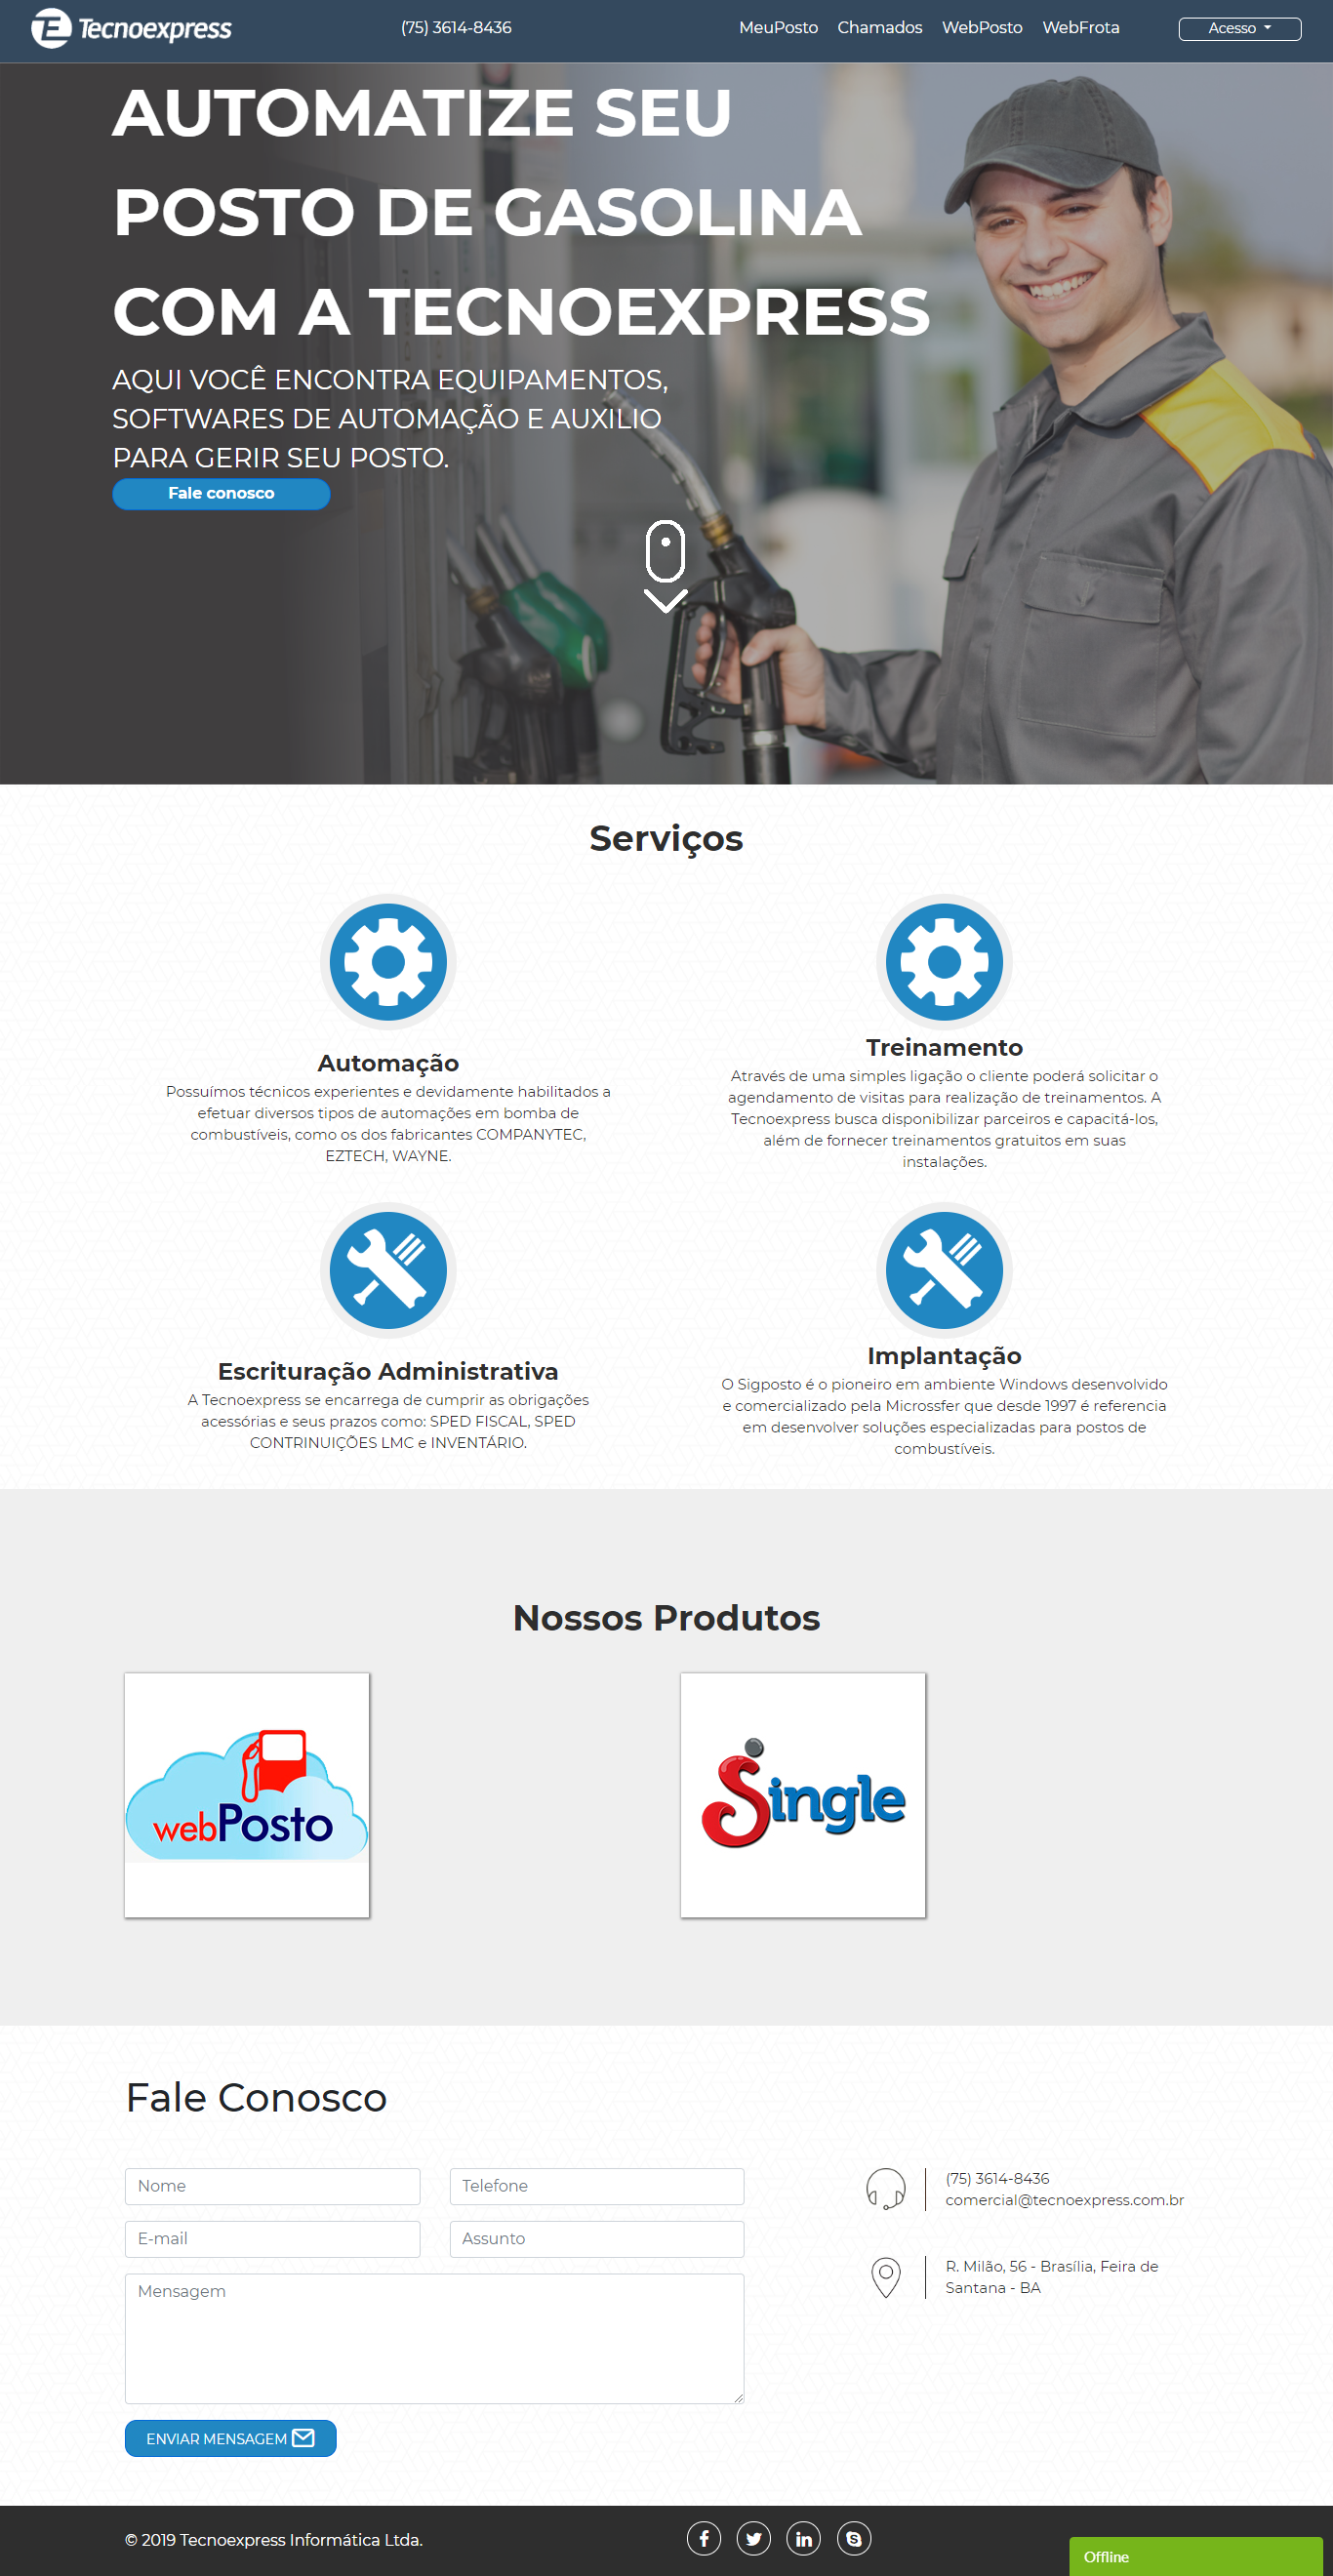 Tecnoexpress
(75) 3614-8436
MeuPosto
Chamados
WebPosto
WebFrota
Acesso
AUTOMATIZE SEU
POSTO DE GASOLINA
COM A TECNOEXPRESS
AQUI VOCÊ ENCONTRA EQUIPAMENTOS,
SOFTWARES DE AUTOMAÇÃO E AUXILIO
PARA GERIR SEU POSTO.
Fale conosco
Serviços
Automação
Possuímos técnicos experientes e devidamente habilitados a
efetuar diversos tipos de automações em bomba de
combustíveis, como os dos fabricantes COMPANYTEC,
EZTECH, WAYNE.
Treinamento
Através de uma simples ligação o cliente poderá solicitar o
agendamento de visitas para realização de treinamentos. A
Tecnoexpress busca disponibilizar parceiros e capacitá-los,
além de fornecer treinamentos gratuitos em suas
instalações.
Escrituração Administrativa
A Tecnoexpress se encarrega de cumprir as obrigações
acessórias e seus prazos como: SPED FISCAL, SPED
CONTRINUIÇÕES LMC e INVENTÁRIO.
Implantação
O Sigposto é o pioneiro em ambiente Windows desenvolvido
e comercializado pela Microssfer que desde 1997 é referencia
em desenvolver soluções especializadas para postos de
combustíveis.
Nossos Produtos
webPosto
Single
Fale Conosco
Nome
Telefone
E-mail
Assunto
Mensagem
ENVIAR MENSAGEM
(75) 3614-8436
comercial@tecnoexpress.com.br
R. Milão, 56 - Brasília, Feira de
Santana - BA
© 2019 Tecnoexpress Informática Ltda.
Offline